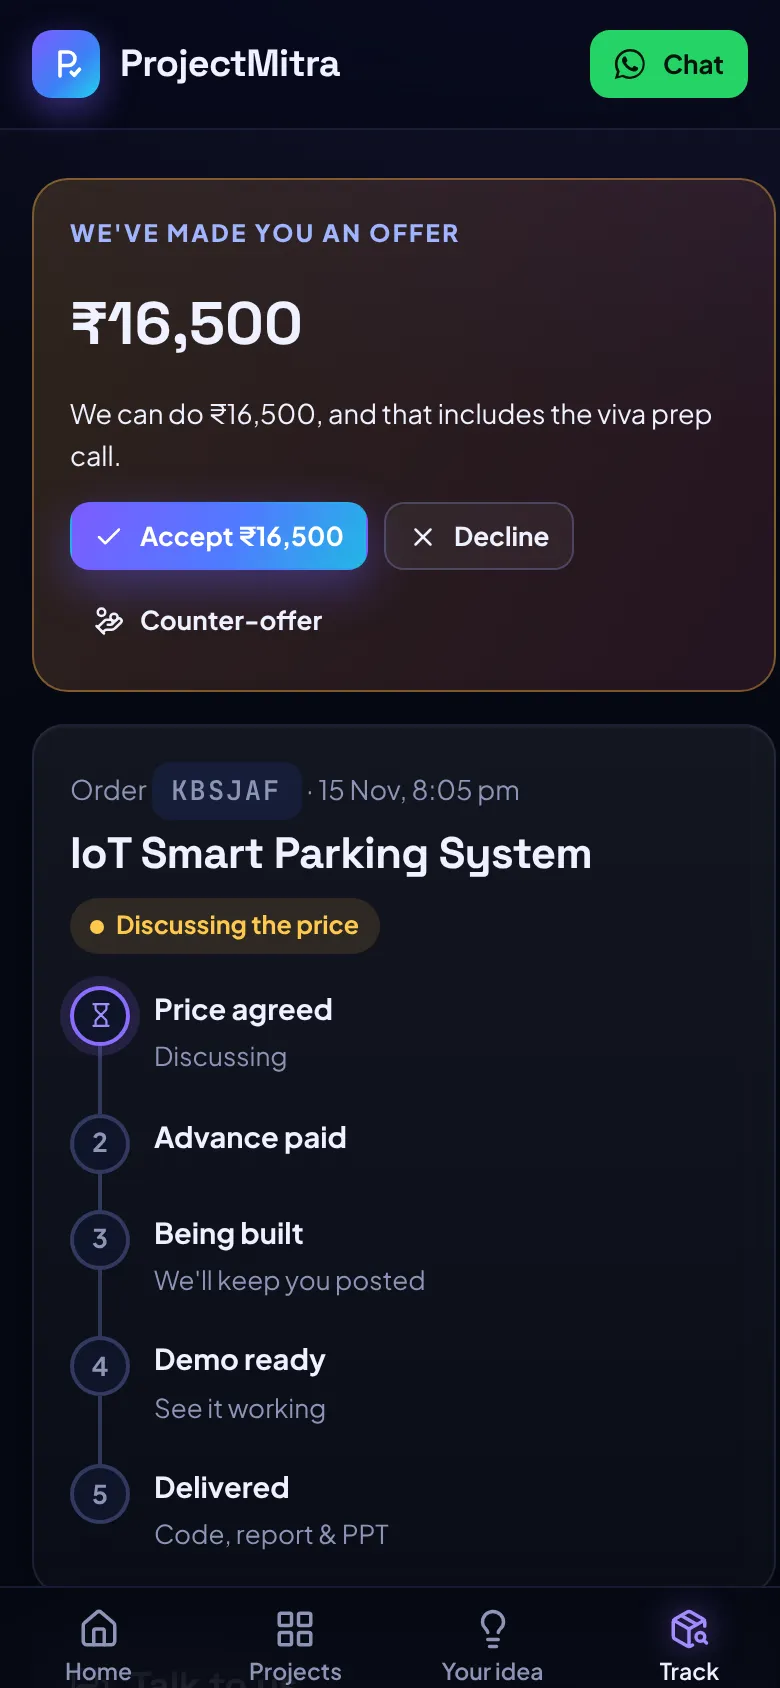 ProjectMitra
Chat
WE'VE MADE YOU AN OFFER
₹16,500
We can do ₹16,500, and that includes the viva prep
call.
Accept ₹16,500
Decline
Counter-offer
Order KBSJAF · 15 Nov, 8:05 pm
IoT Smart Parking System
Discussing the price
Price agreed
Discussing
2 Advance paid
3 Being built
We'll keep you posted
4 Demo ready
See it working
5 Delivered
Code, report & PPT
Talk to us
Home
Projects
Your idea
Track